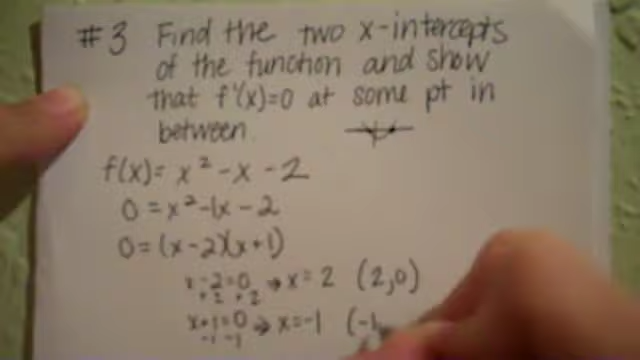 #3 Find the two x-intercepts
of the function and show
that f'(x)=0 at some pt in
between.
f(x)= x² - x - 2
0 = x² - 1x - 2
0 = (x - 2)(x + 1)
x - 2 = 0 → x = 2 (2,0)
+2 +2
x + 1 = 0 → x = -1 (-1,
-1 -1